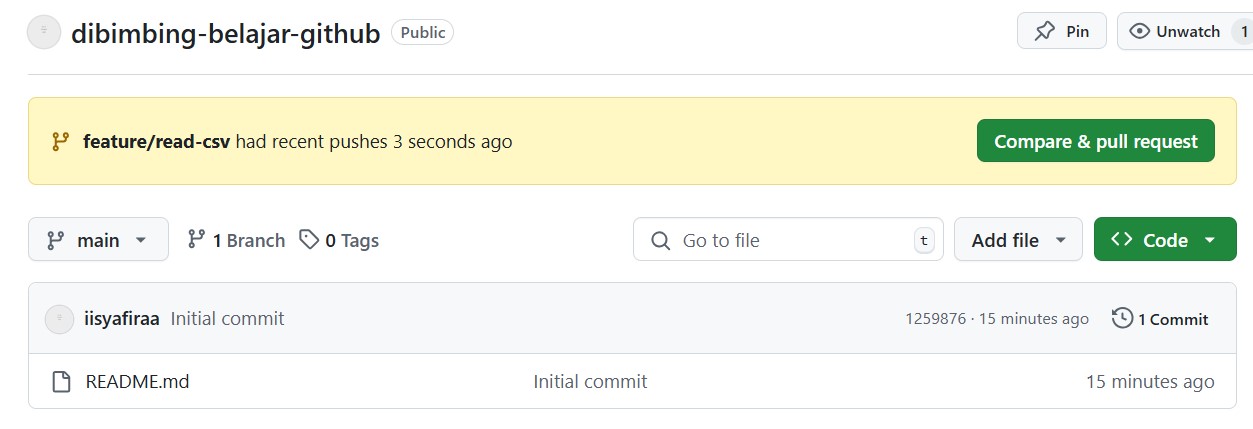 dibimbing-belajar-github Public Pin Unwatch 1
feature/read-csv had recent pushes 3 seconds ago Compare & pull request
main 1 Branch 0 Tags Go to file t Add file Code
iisyafiraa Initial commit 1259876 · 15 minutes ago 1 Commit
README.md Initial commit 15 minutes ago